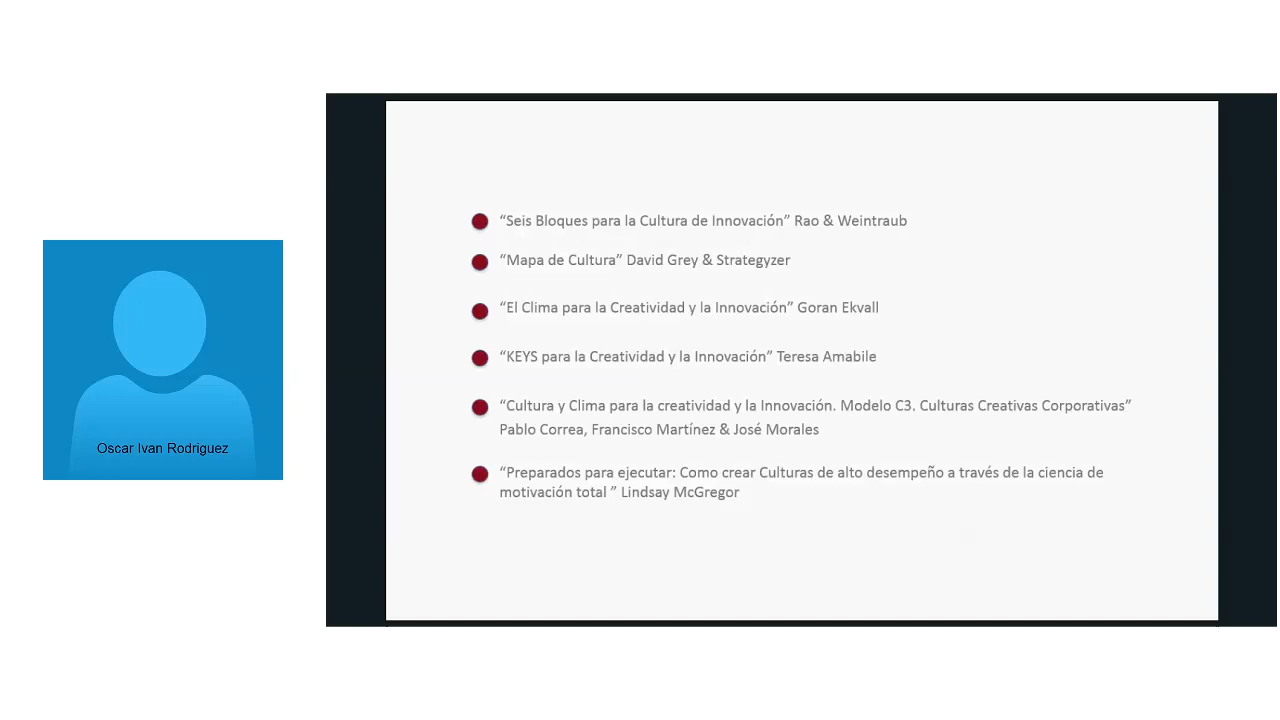 Oscar Ivan Rodriguez
“Seis Bloques para la Cultura de Innovación” Rao & Weintraub
“Mapa de Cultura” David Grey & Strategyzer
“El Clima para la Creatividad y la Innovación” Goran Ekvall
“KEYS para la Creatividad y la Innovación” Teresa Amabile
“Cultura y Clima para la creatividad y la Innovación. Modelo C3. Culturas Creativas Corporativas”
Pablo Correa, Francisco Martínez & José Morales
“Preparados para ejecutar: Como crear Culturas de alto desempeño a través de la ciencia de
motivación total ” Lindsay McGregor